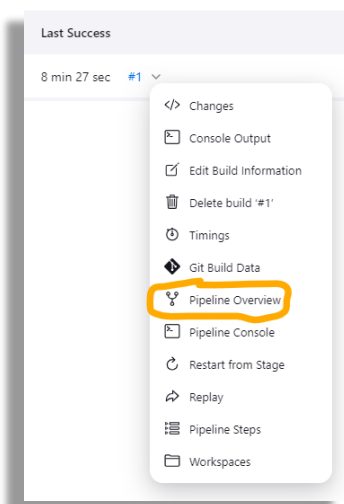 Last Success
8 min 27 sec #1
Changes
Console Output
Edit Build Information
Delete build '#1'
Timings
Git Build Data
Pipeline Overview
Pipeline Console
Restart from Stage
Replay
Pipeline Steps
Workspaces